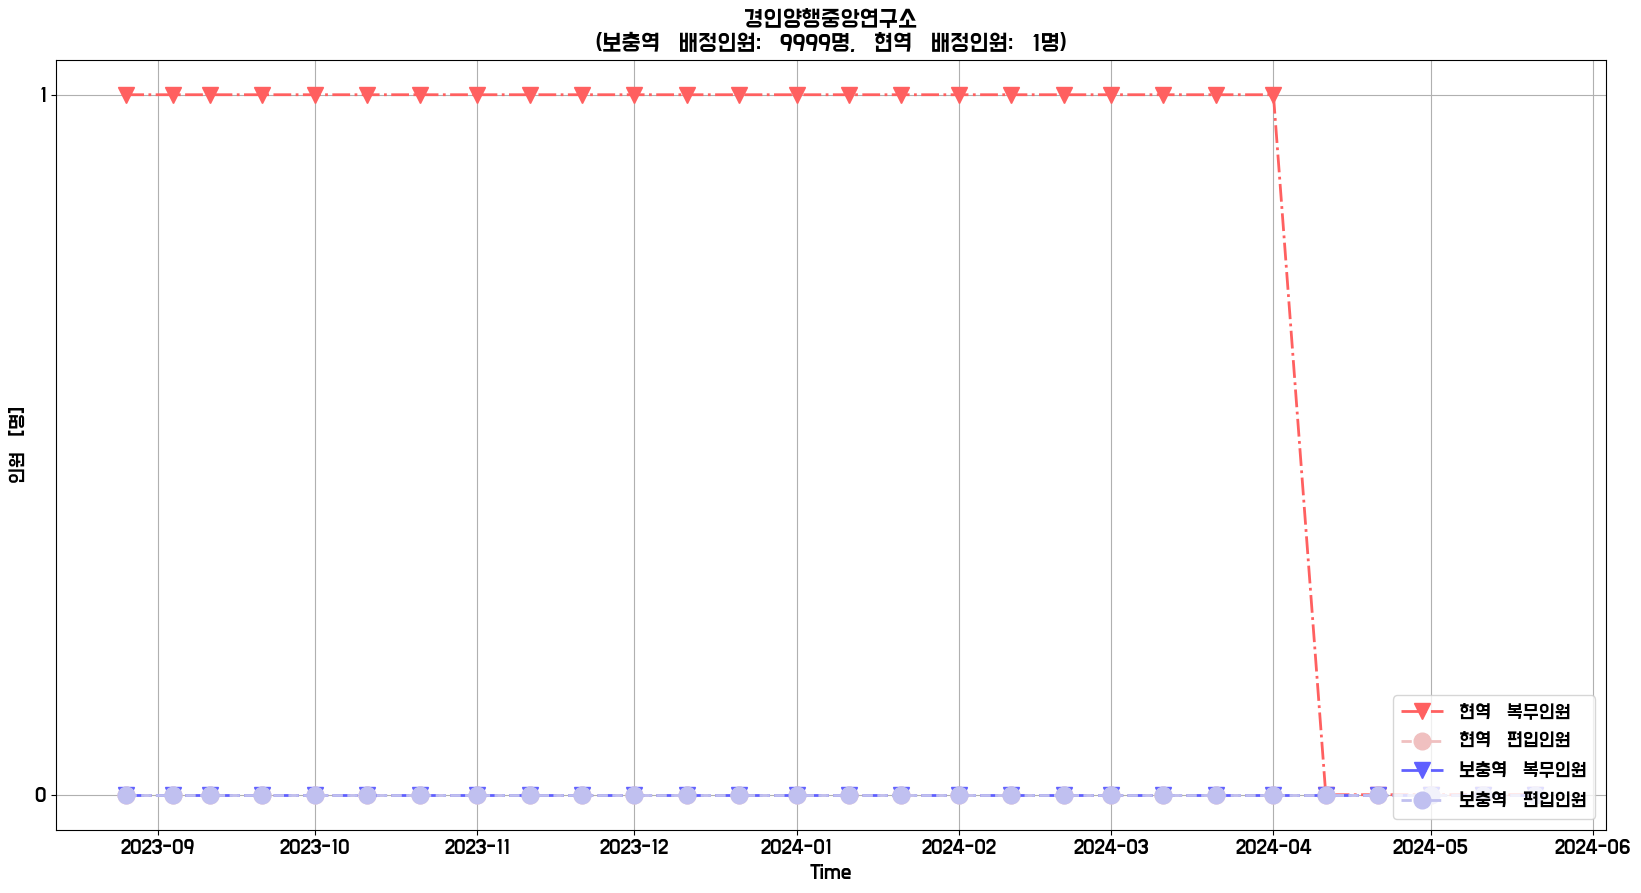 경인양행중앙연구소
(보충역 배정인원: 9999명, 현역 배정인원: 1명)
1
인원 [명]
0
현역 복무인원
현역 편입인원
보충역 복무인원
보충역 편입인원
2023-09 2023-10 2023-11 2023-12 2024-01 2024-02 2024-03 2024-04 2024-05 2024-06
Time